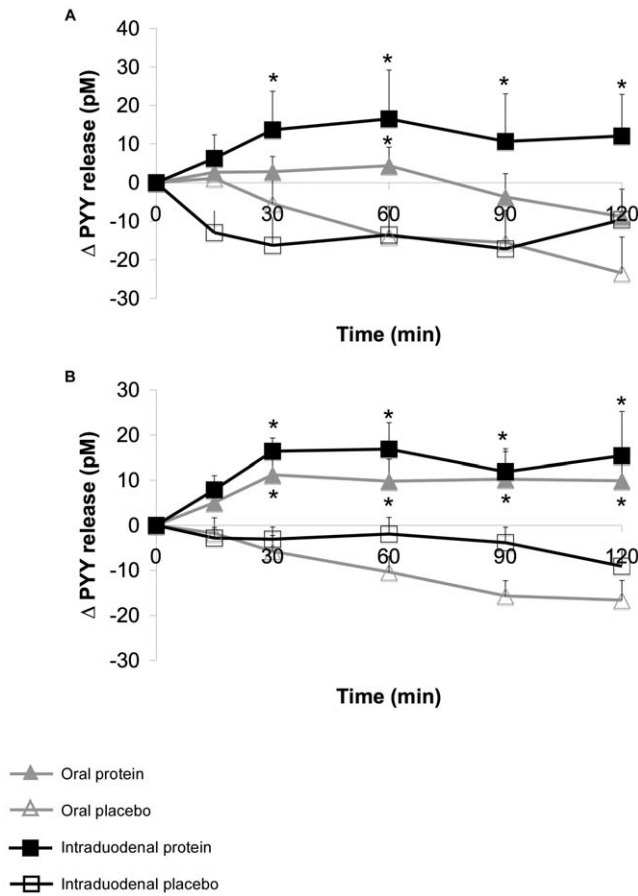 A
Δ PYY release (pM)
40
* * * *
30
20
10
*
0
0 30 60 90 120
-10
-20
-30
Time (min)
B
Δ PYY release (pM)
30
* * * *
20
10
* * * *
0
0 30 60 90 120
-10
-20
-30
Time (min)
Oral protein
Oral placebo
Intraduodenal protein
Intraduodenal placebo